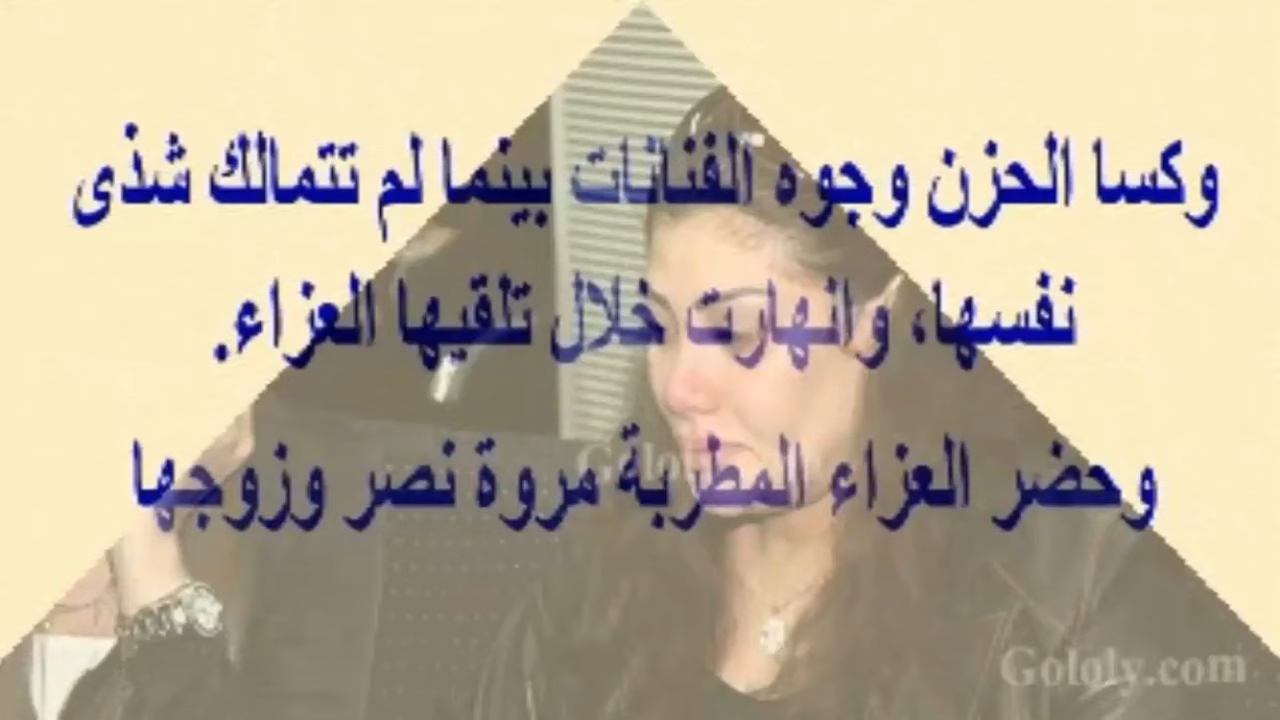 وكسا الحزن وجوه الفنانات بينما لم تتمالك شذى
نفسها، وانهارت خلال تلقيها العزاء.
وحضر العزاء المطربة مروة نصر وزوجها
Gololy.com